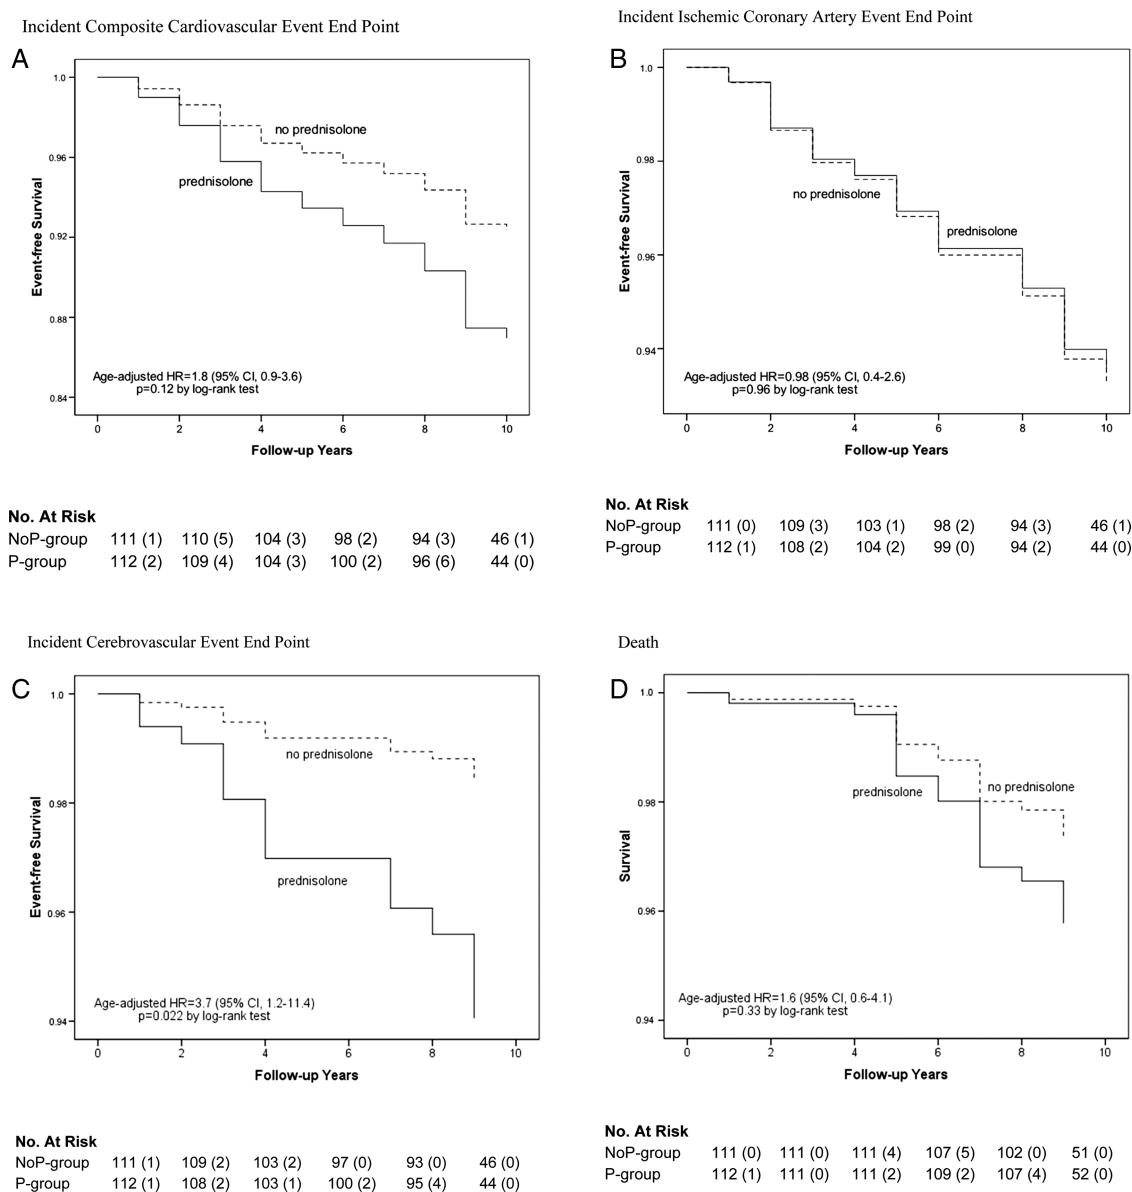 Incident Composite Cardiovascular Event End Point
A
1.0
0.96
0.92
0.88
0.84
Event-free Survival
no prednisolone
prednisolone
Age-adjusted HR=1.8 (95% CI, 0.9-3.6)
p=0.12 by log-rank test
0 2 4 6 8 10
Follow-up Years
No. At Risk
NoP-group 111 (1) 110 (5) 104 (3) 98 (2) 94 (3) 46 (1)
P-group 112 (2) 109 (4) 104 (3) 100 (2) 96 (6) 44 (0)
Incident Ischemic Coronary Artery Event End Point
B
1.0
0.98
0.96
0.94
Event-free Survival
no prednisolone
prednisolone
Age-adjusted HR=0.98 (95% CI, 0.4-2.6)
p=0.96 by log-rank test
0 2 4 6 8 10
Follow-up Years
No. At Risk
NoP-group 111 (0) 109 (3) 103 (1) 98 (2) 94 (3) 46 (1)
P-group 112 (1) 108 (2) 104 (2) 99 (0) 94 (2) 44 (0)
Incident Cerebrovascular Event End Point
C
1.0
0.98
0.96
0.94
Event-free Survival
no prednisolone
prednisolone
Age-adjusted HR=3.7 (95% CI, 1.2-11.4)
p=0.022 by log-rank test
0 2 4 6 8 10
Follow-up Years
No. At Risk
NoP-group 111 (1) 109 (2) 103 (2) 97 (0) 93 (0) 46 (0)
P-group 112 (1) 108 (2) 103 (1) 100 (2) 95 (4) 44 (0)
Death
D
1.0
0.98
0.96
0.94
Survival
prednisolone
no prednisolone
Age-adjusted HR=1.6 (95% CI, 0.6-4.1)
p=0.33 by log-rank test
0 2 4 6 8 10
Follow-up Years
No. At Risk
NoP-group 111 (0) 111 (0) 111 (4) 107 (5) 102 (0) 51 (0)
P-group 112 (1) 111 (0) 111 (2) 109 (2) 107 (4) 52 (0)